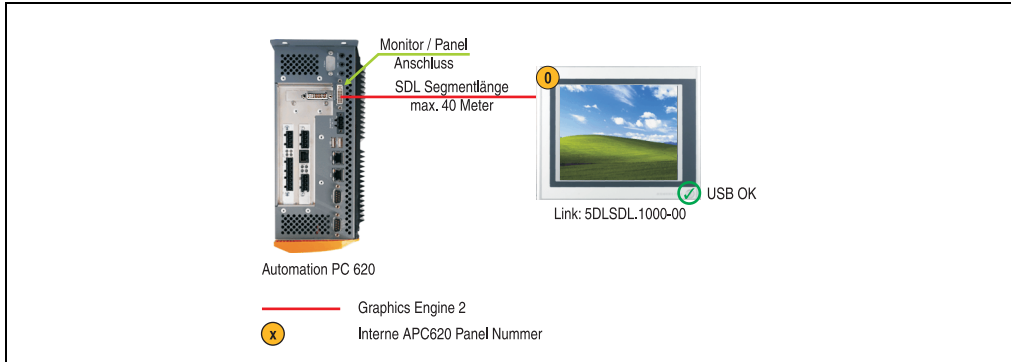 Monitor / Panel
Anschluss
SDL Segmentlänge
max. 40 Meter
0
USB OK
Link: 5DLSDL.1000-00
Automation PC 620
Graphics Engine 2
x
Interne APC620 Panel Nummer